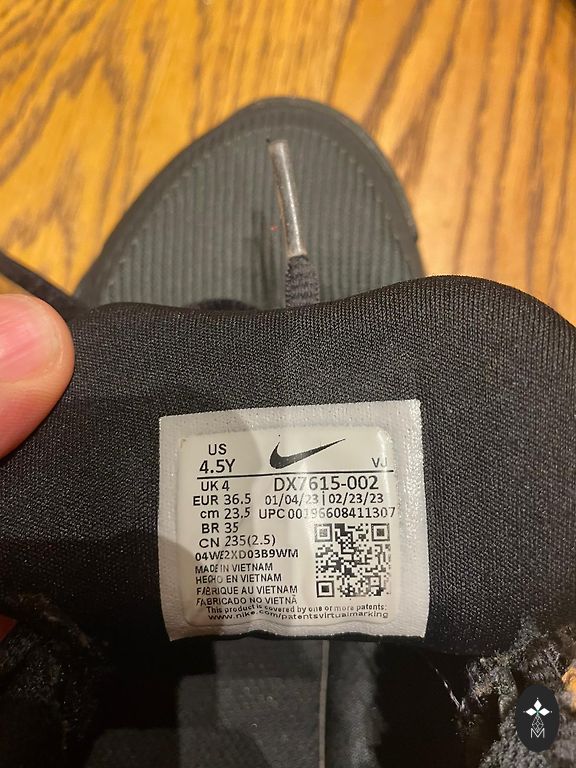 US
4.5Y
VJ
UK 4
DX7615-002
EUR 36.5
01/04/23 | 02/23/23
cm 23.5
UPC 00196608411307
BR 35
CN 235(2.5)
04WE2XD03B9WM
MADE IN VIETNAM
HECHO EN VIETNAM
FABRIQUE AU VIETNAM
FABRICADO NO VIETNÃ
This product is covered by one or more patents:
www.nike.com/patentsvirtualmarking
M